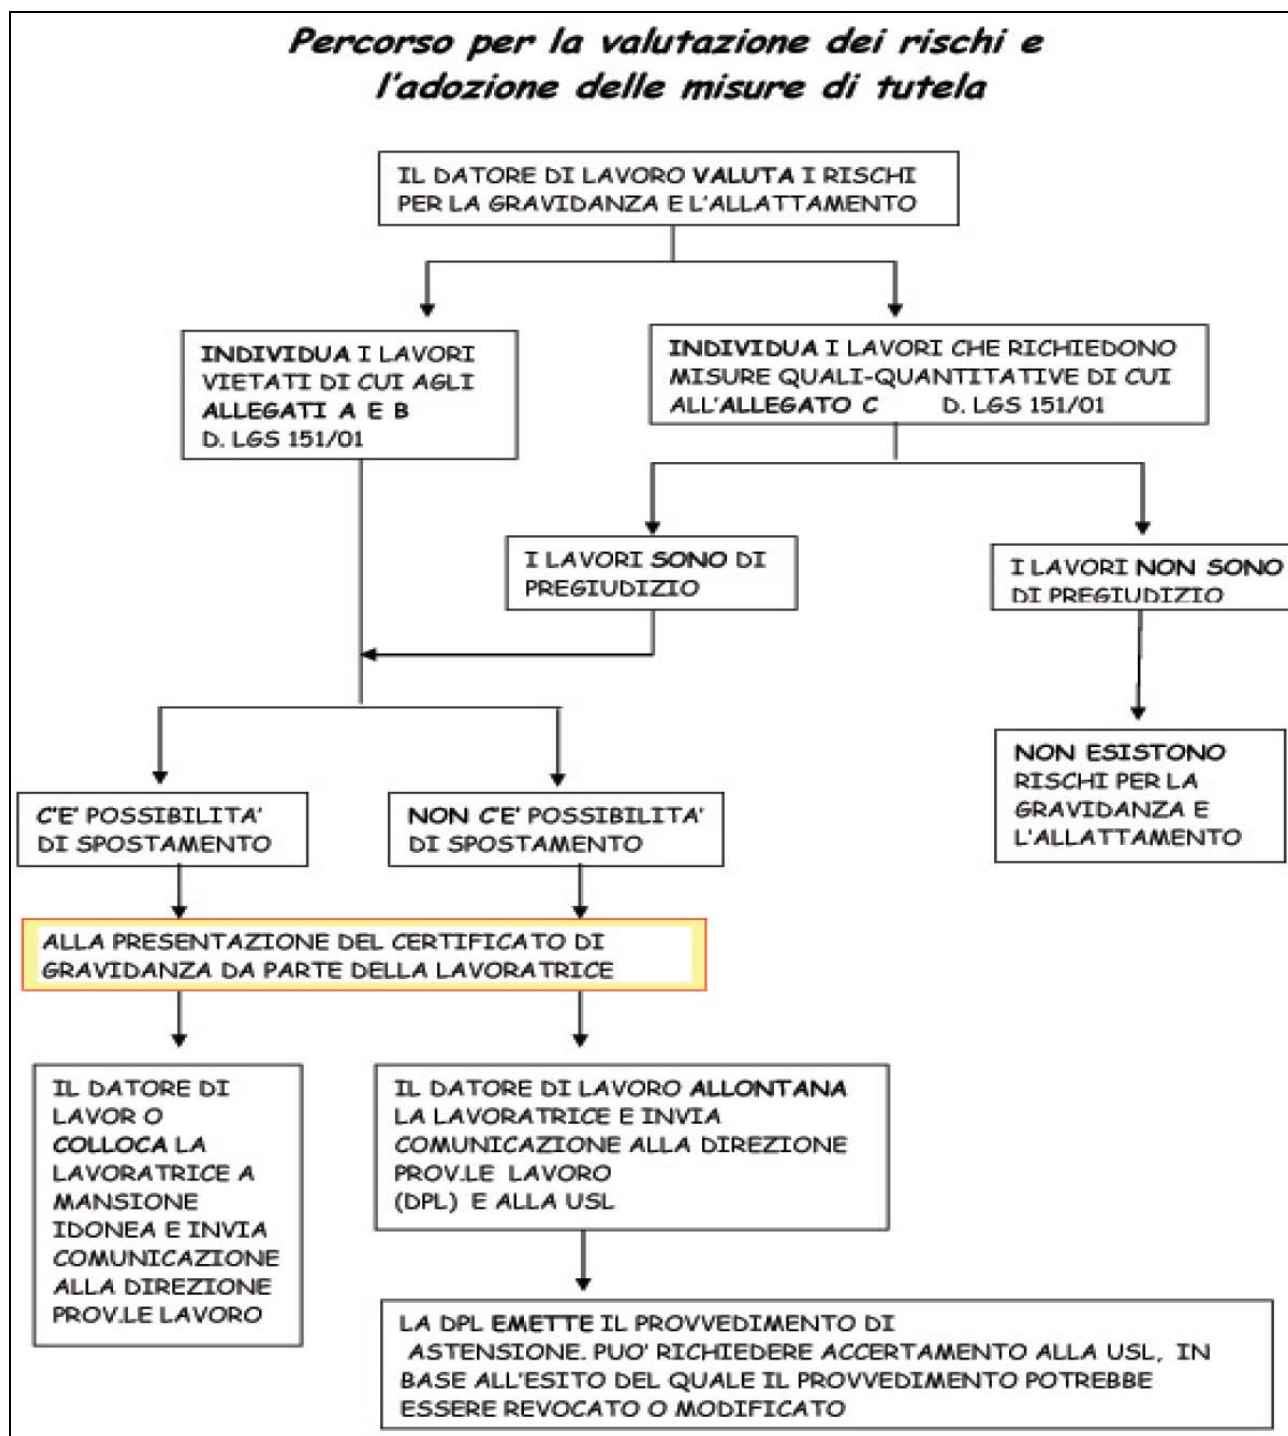 Percorso per la valutazione dei rischi e
l'adozione delle misure di tutela
IL DATORE DI LAVORO VALUTA I RISCHI
PER LA GRAVIDANZA E L'ALLATTAMENTO
INDIVIDUA I LAVORI
VIETATI DI CUI AGLI
ALLEGATI A E B
D. LGS 151/01
INDIVIDUA I LAVORI CHE RICHIEDONO
MISURE QUALI-QUANTITATIVE DI CUI
ALL'ALLEGATO C D. LGS 151/01
I LAVORI SONO DI
PREGIUDIZIO
I LAVORI NON SONO
DI PREGIUDIZIO
NON ESISTONO
RISCHI PER LA
GRAVIDANZA E
L'ALLATTAMENTO
C'E' POSSIBILITA'
DI SPOSTAMENTO
NON C'E' POSSIBILITA'
DI SPOSTAMENTO
ALLA PRESENTAZIONE DEL CERTIFICATO DI
GRAVIDANZA DA PARTE DELLA LAVORATRICE
IL DATORE DI
LAVOR O
COLLOCA LA
LAVORATRICE A
MANSIONE
IDONEA E INVIA
COMUNICAZIONE
ALLA DIREZIONE
PROV.LE LAVORO
IL DATORE DI LAVORO ALLONTANA
LA LAVORATRICE E INVIA
COMUNICAZIONE ALLA DIREZIONE
PROV.LE LAVORO
(DPL) E ALLA USL
LA DPL EMETTE IL PROVVEDIMENTO DI
ASTENSIONE. PUO' RICHIEDERE ACCERTAMENTO ALLA USL, IN
BASE ALL'ESITO DEL QUALE IL PROVVEDIMENTO POTREBBE
ESSERE REVOCATO O MODIFICATO